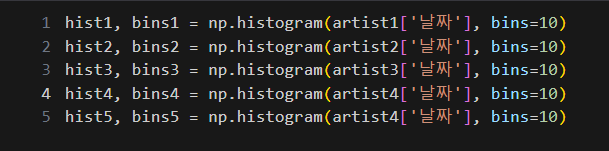 1 hist1, bins1 = np.histogram(artist1['날짜'], bins=10)
2 hist2, bins2 = np.histogram(artist2['날짜'], bins=10)
3 hist3, bins3 = np.histogram(artist3['날짜'], bins=10)
4 hist4, bins4 = np.histogram(artist4['날짜'], bins=10)
5 hist5, bins5 = np.histogram(artist4['날짜'], bins=10)